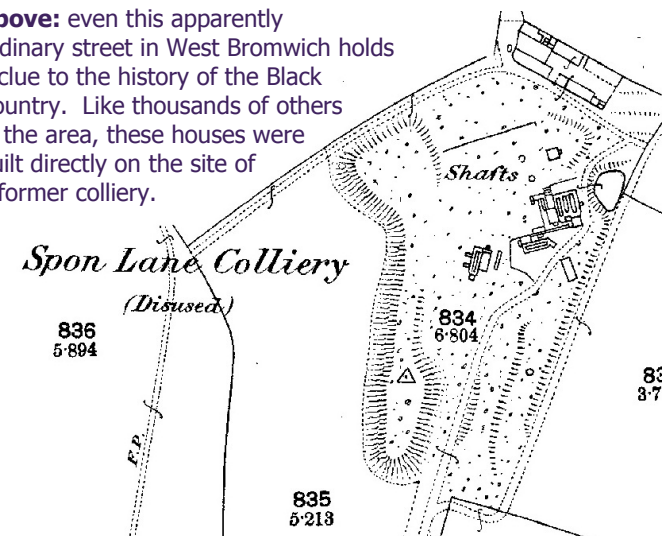 bove: even this apparently
dinary street in West Bromwich holds
clue to the history of the Black
ountry. Like thousands of others
the area, these houses were
uilt directly on the site of
former colliery.
Shafts
Spon Lane Colliery
(Disused)
836
5·894
834
6·804
83
3·7
F.P.
835
5·213